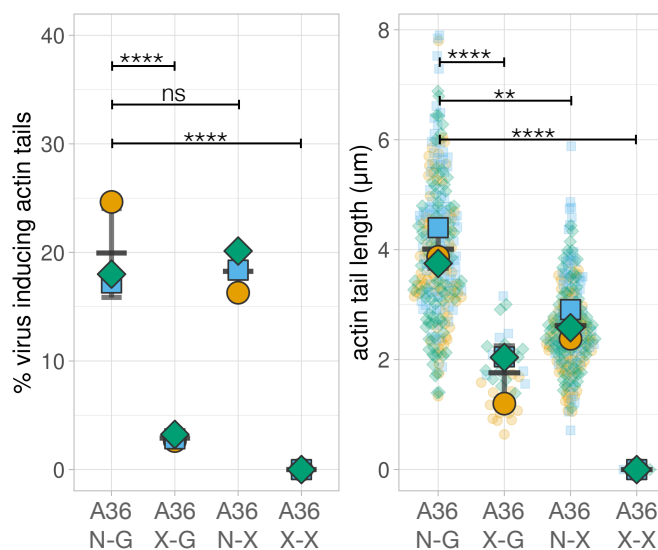 % virus inducing actin tails
40
30
20
10
0
****
ns
****
A36 A36 A36 A36
N-G X-G N-X X-X
actin tail length (μm)
8
6
4
2
0
****
**
****
A36 A36 A36 A36
N-G X-G N-X X-X